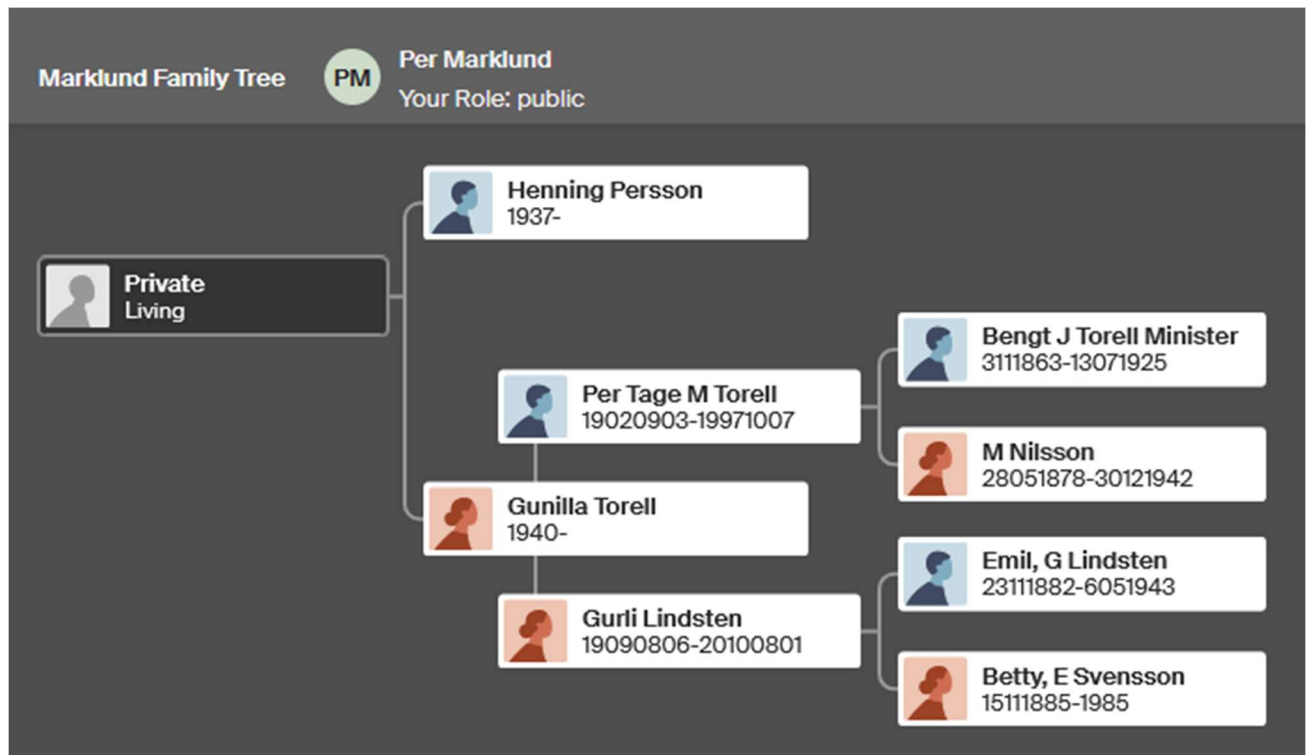 Marklund Family Tree
PM
Per Marklund
Your Role: public
Henning Persson
1937-
Private
Living
Bengt J Torell Minister
3111863-13071925
Per Tage M Torell
19020903-19971007
M Nilsson
28051878-30121942
Gunilla Torell
1940-
Emil, G Lindsten
23111882-6051943
Gurli Lindsten
19090806-20100801
Betty, E Svensson
15111885-1985